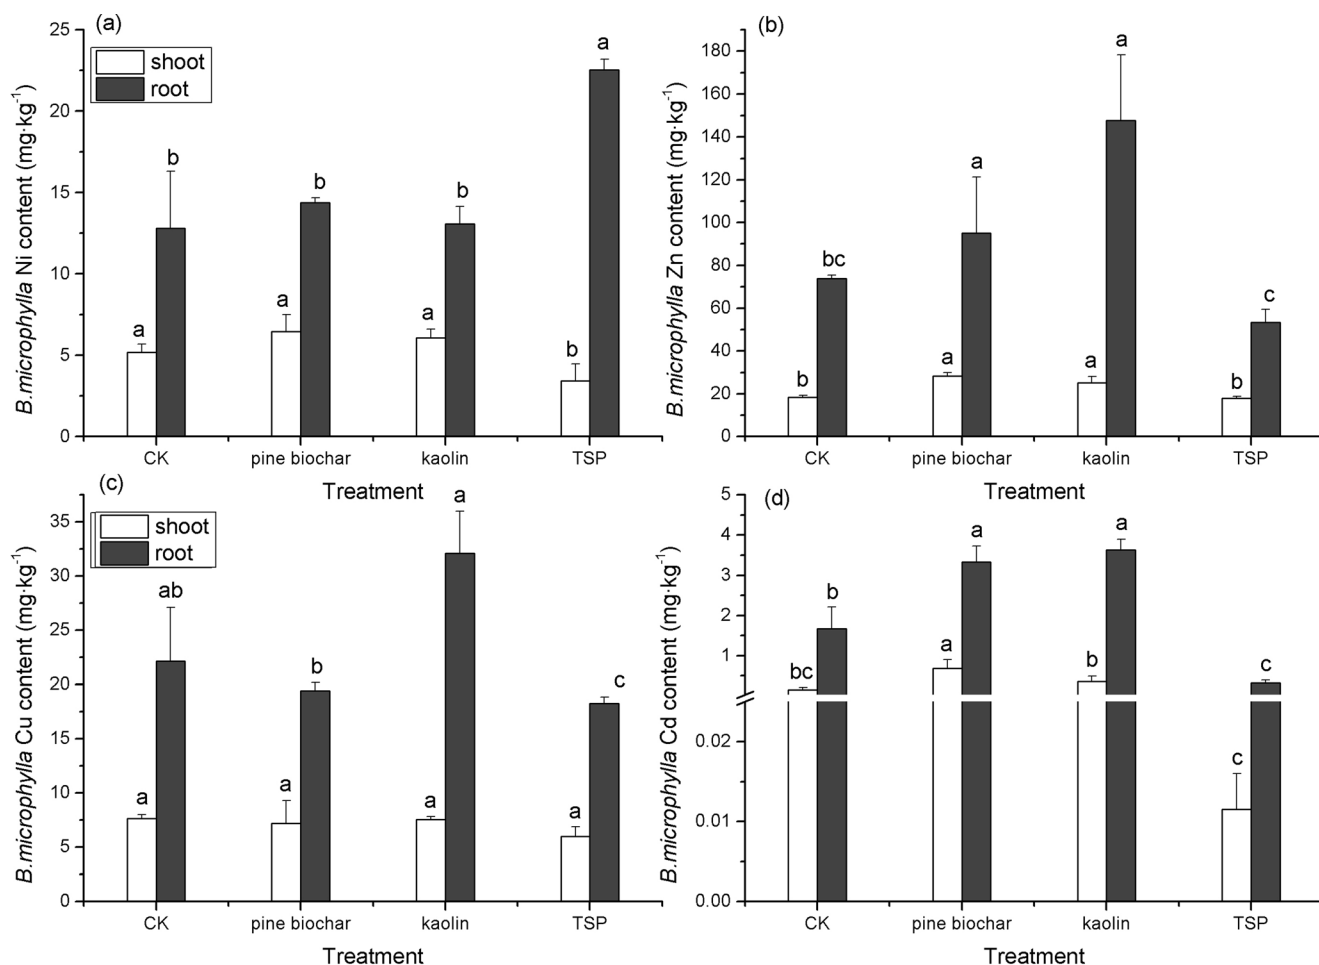 (a)
B.microphylla Ni content (mg·kg⁻¹)
25
20
15
10
5
0
shoot
root
b
b
b
a
a
a
a
b
CK
pine biochar
kaolin
TSP
Treatment
(b)
B.microphylla Zn content (mg·kg⁻¹)
180
160
140
120
100
80
60
40
20
0
bc
a
a
c
b
a
a
b
CK
pine biochar
kaolin
TSP
Treatment
(c)
B.microphylla Cu content (mg·kg⁻¹)
35
30
25
20
15
10
5
0
shoot
root
ab
b
a
c
a
a
a
a
CK
pine biochar
kaolin
TSP
Treatment
(d)
B.microphylla Cd content (mg·kg⁻¹)
5
4
3
2
1
0.02
0.01
0.00
b
a
a
c
bc
a
b
c
CK
pine biochar
kaolin
TSP
Treatment